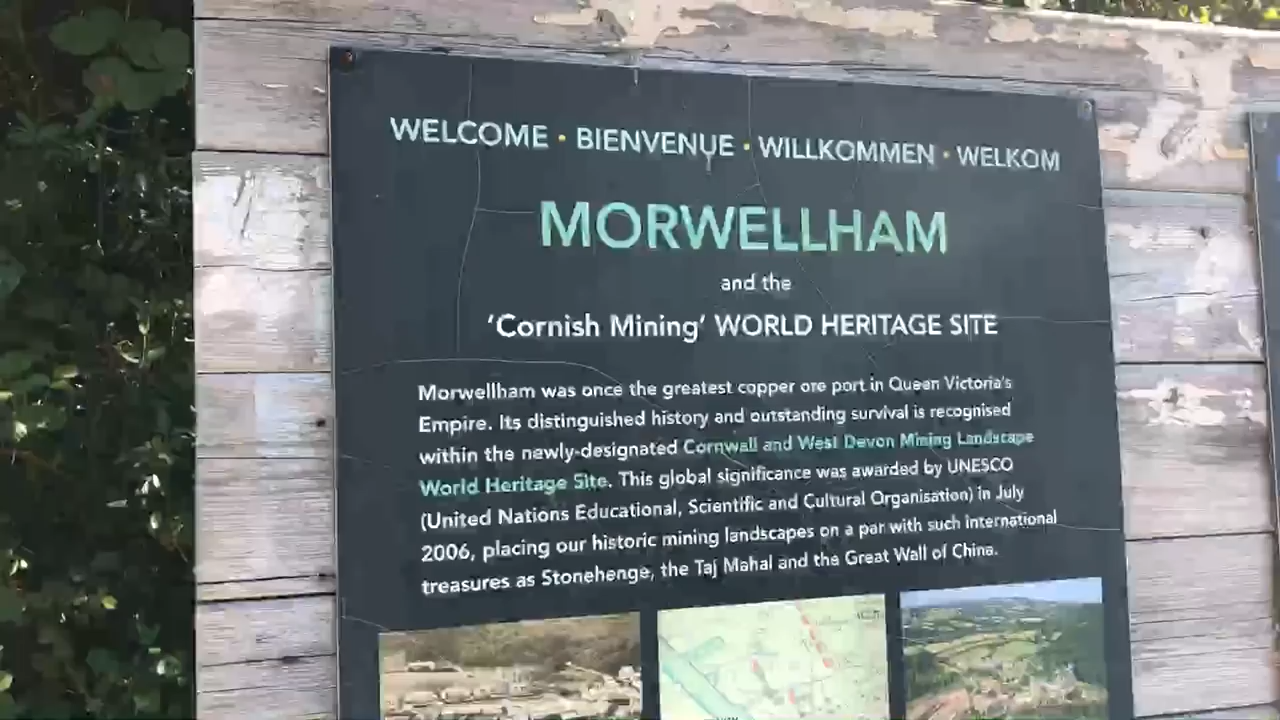 WELCOME · BIENVENUE · WILLKOMMEN · WELKOM
MORWELLHAM
and the
‘Cornish Mining’ WORLD HERITAGE SITE
Morwellham was once the greatest copper ore port in Queen Victoria's
Empire. Its distinguished history and outstanding survival is recognised
within the newly-designated Cornwall and West Devon Mining Landscape
World Heritage Site. This global significance was awarded by UNESCO
(United Nations Educational, Scientific and Cultural Organisation) in July
2006, placing our historic mining landscapes on a par with such international
treasures as Stonehenge, the Taj Mahal and the Great Wall of China.